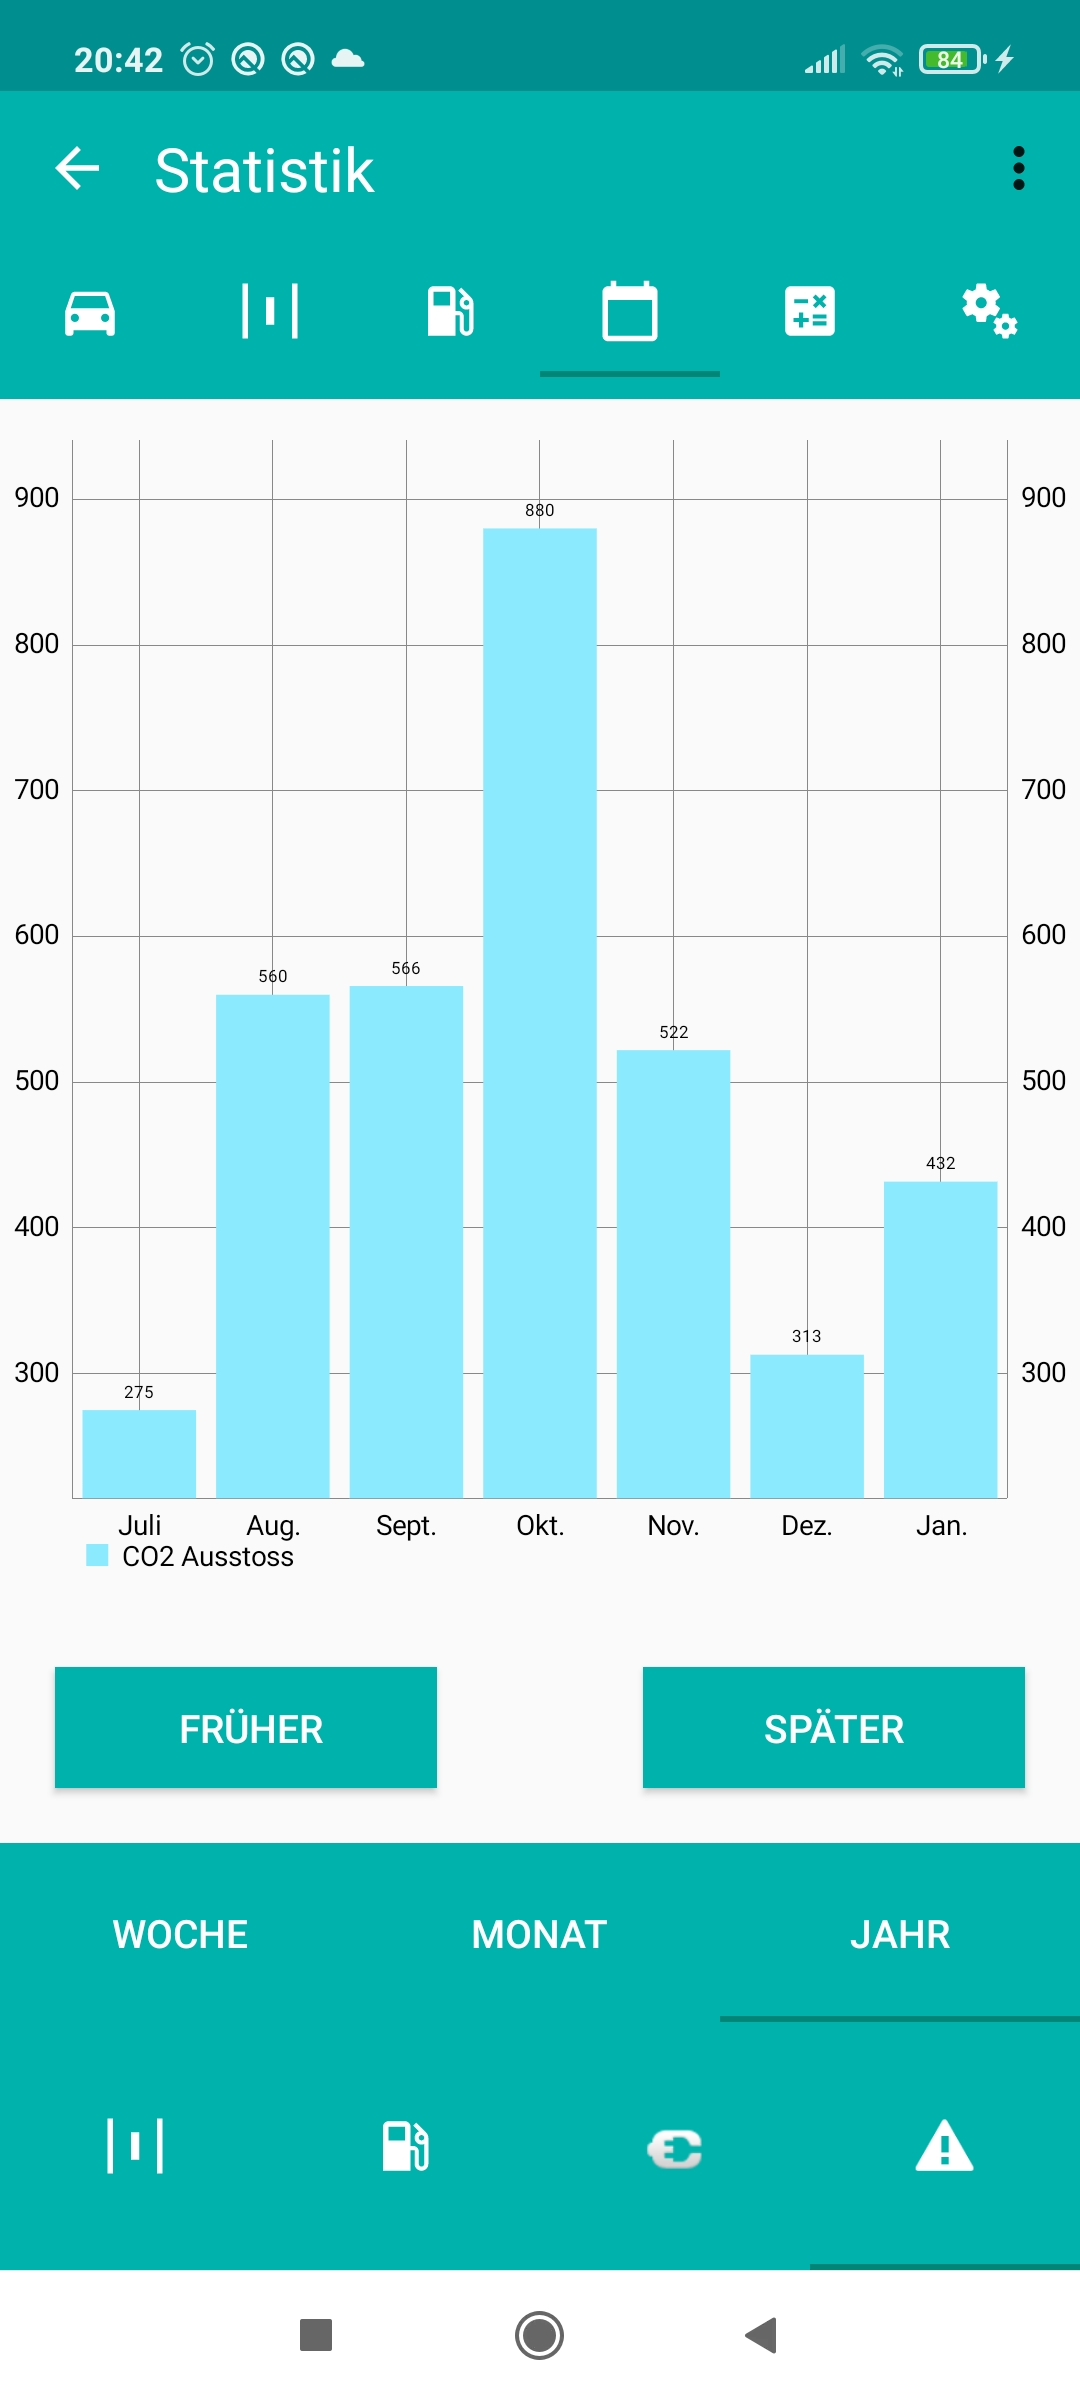 20:42 84
Statistik
900 900
880
800 800
700 700
600 600
560 566
522
500 500
432
400 400
313
300 300
275
Juli Aug. Sept. Okt. Nov. Dez. Jan.
CO2 Ausstoss
FRÜHER SPÄTER
WOCHE MONAT JAHR